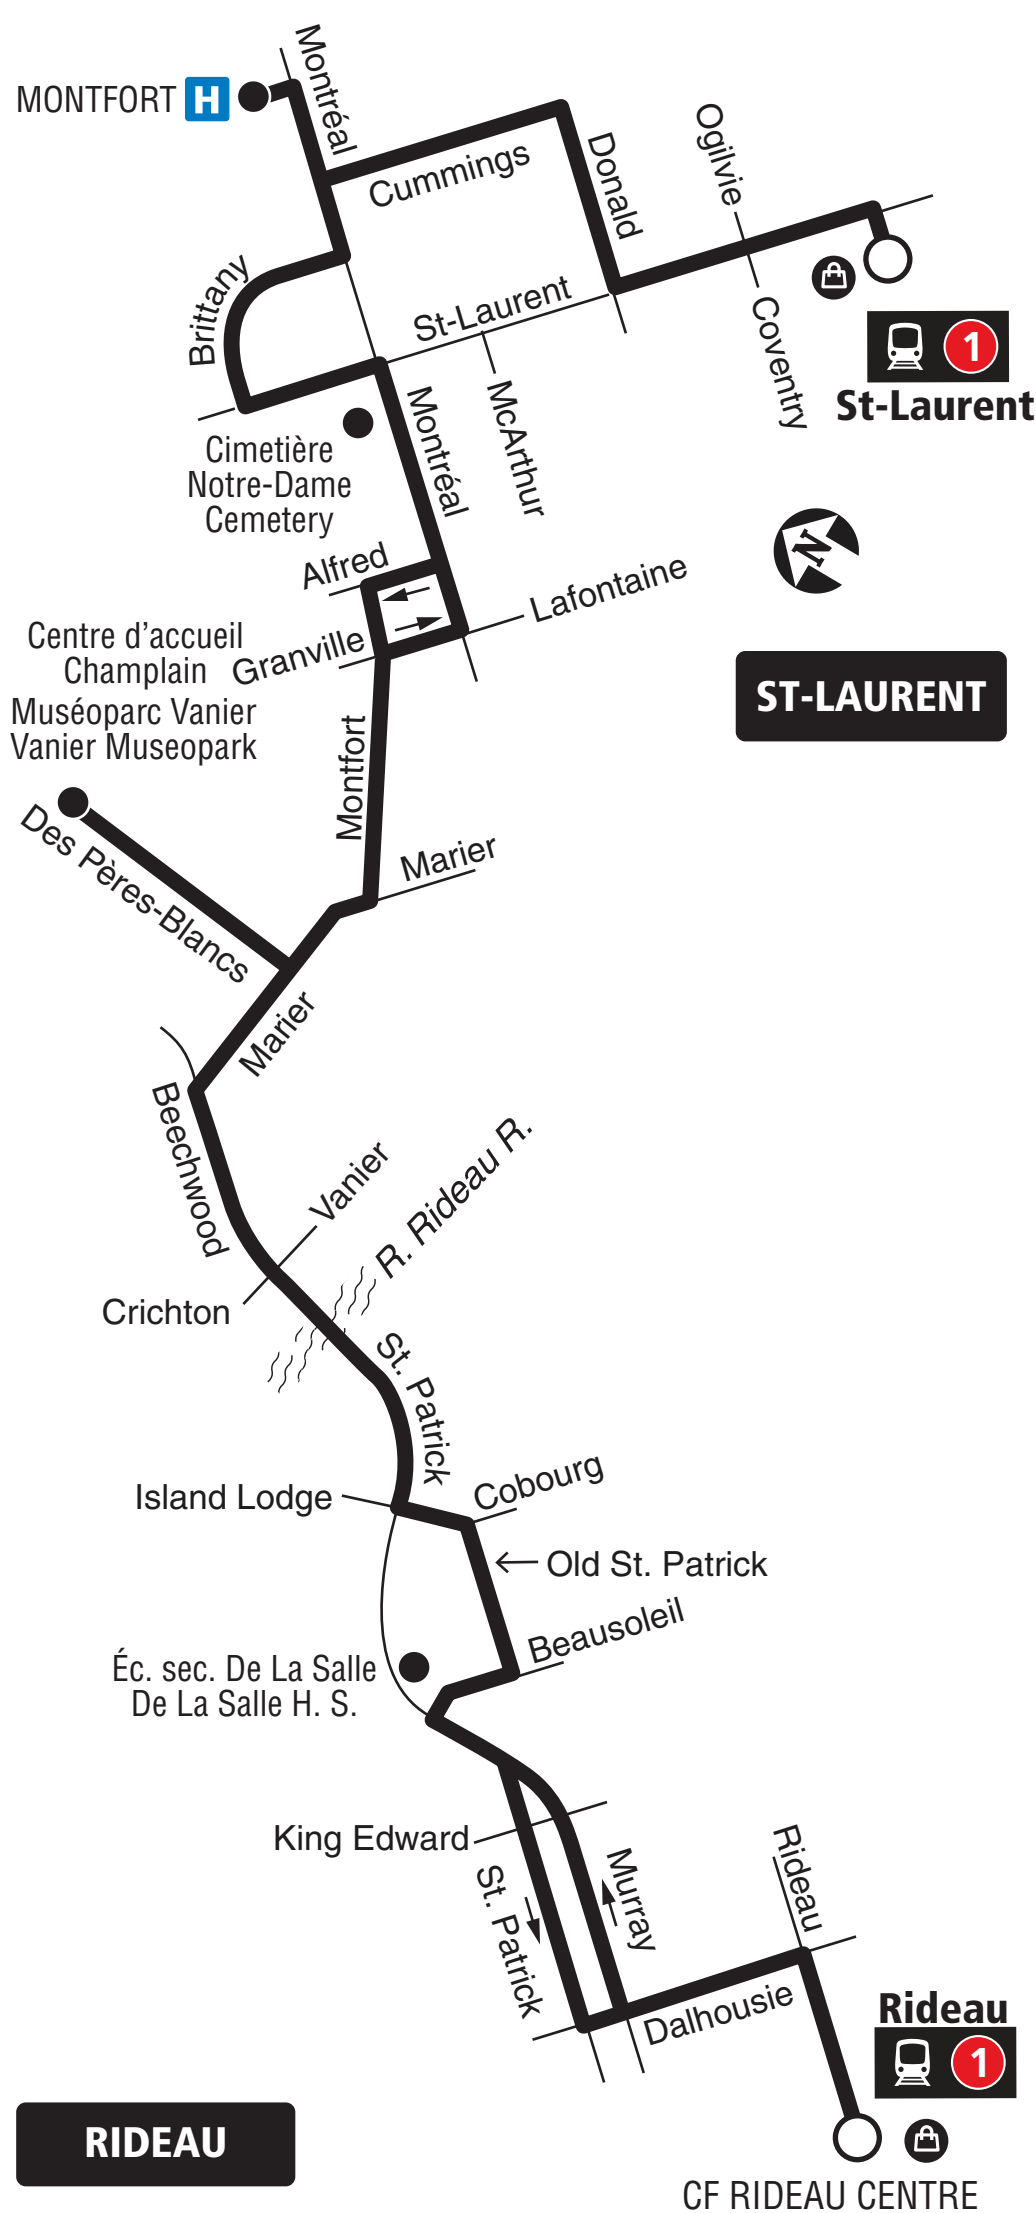 Montréal
MONTFORT H
Cummings
Donald
Ogilvie
Brittany
St-Laurent
Coventry
1
St-Laurent
McArthur
Montréal
Cimetière
Notre-Dame
Cemetery
N
Alfred
Lafontaine
Granville
Centre d'accueil
Champlain
Muséoparc Vanier
Vanier Museopark
ST-LAURENT
Montfort
Des Pères-Blancs
Marier
Marier
Beechwood
Vanier
R. Rideau R.
Crichton
St. Patrick
Island Lodge
Cobourg
Old St. Patrick
Beausoleil
Éc. sec. De La Salle
De La Salle H. S.
King Edward
St. Patrick
Murray
Rideau
Dalhousie
Rideau
1
RIDEAU
CF RIDEAU CENTRE